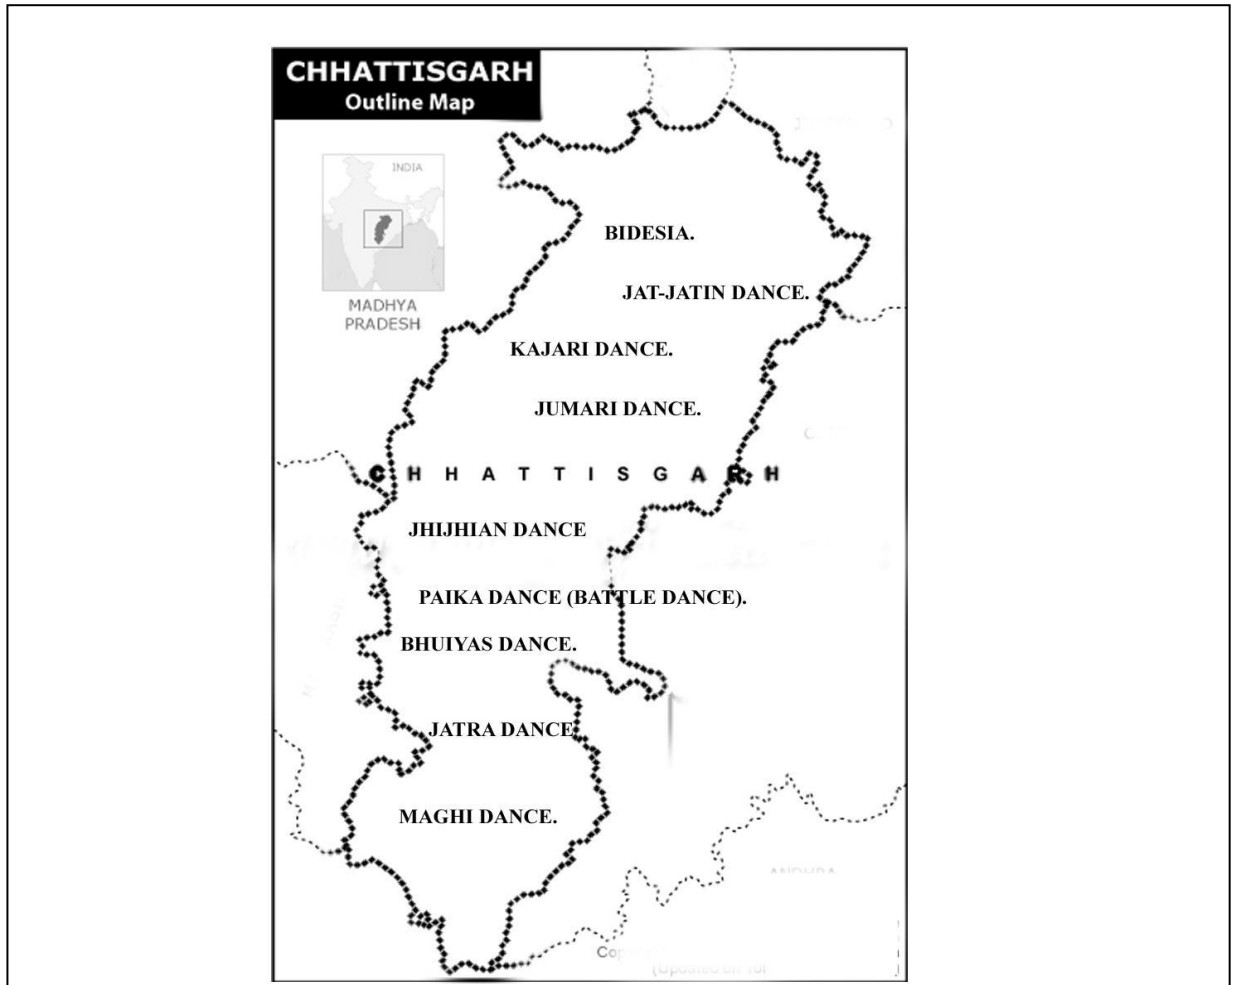 CHHATTISGARH
Outline Map
INDIA
MADHYA
PRADESH
BIDESIA.
JAT-JATIN DANCE.
KAJARI DANCE.
JUMARI DANCE.
CHHATTISGARH
JHIJHIAN DANCE
PAIKA DANCE (BATTLE DANCE).
BHUIYAS DANCE.
JATRA DANCE
MAGHI DANCE.